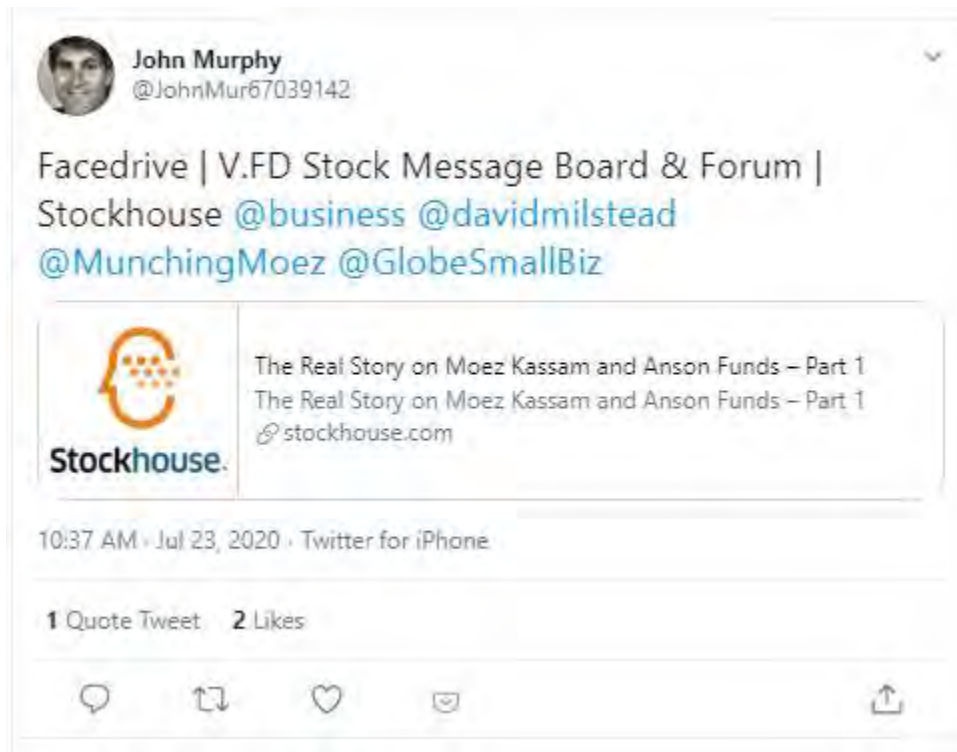 John Murphy
@JohnMur67039142
Facedrive | V.FD Stock Message Board & Forum |
Stockhouse @business @davidmilstead
@MunchingMoez @GlobeSmallBiz
Stockhouse.
The Real Story on Moez Kassam and Anson Funds – Part 1
The Real Story on Moez Kassam and Anson Funds – Part 1
stockhouse.com
10:37 AM · Jul 23, 2020 · Twitter for iPhone
1 Quote Tweet 2 Likes